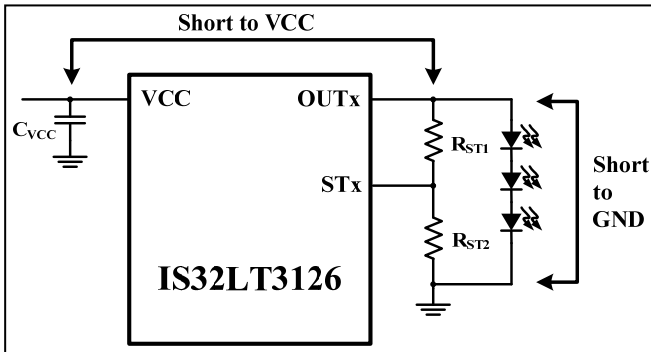 Short to VCC
VCC
OUTx
CVCC
RST1
STx
Short
to
GND
RST2
IS32LT3126